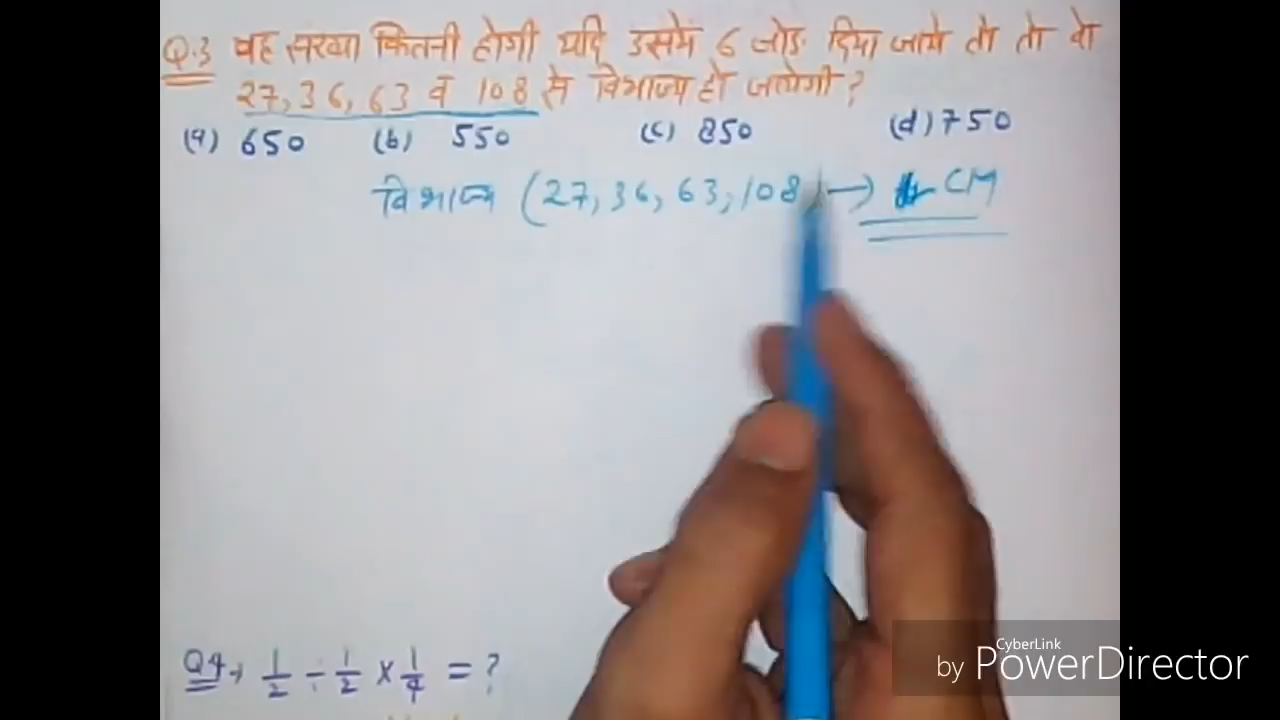 Q.3 वह संख्या कितनी होगी यदि उसमें 6 जोड़ दिया जाये तो तो वो
27, 36, 63 व 108 से विभाज्य हो जायेगी?
(a) 650 (b) 550 (c) 850 (d) 750
विभाज्य (27, 36, 63, 108) → LCM
Q4, 1/2 ÷ 1/2 × 1/4 = ?
CyberLink
by PowerDirector